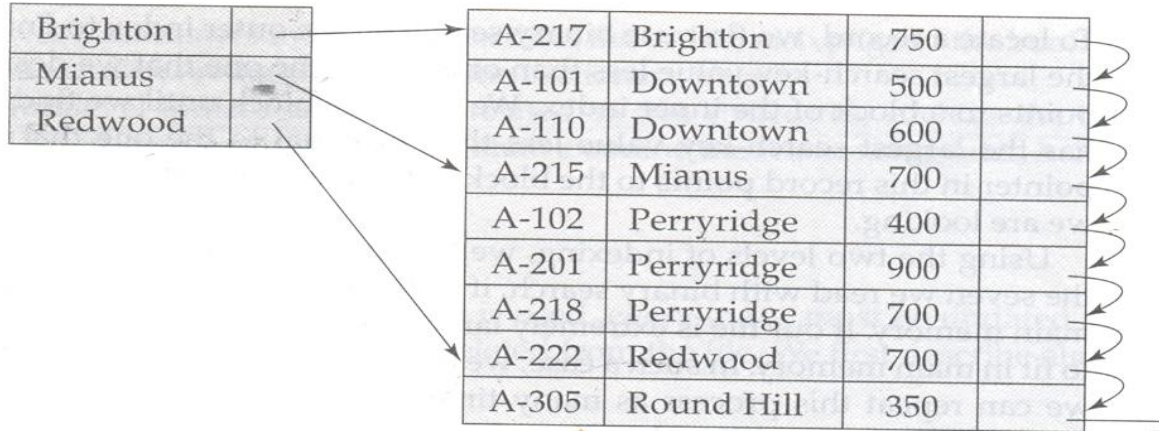 Brighton
Mianus
Redwood
A-217 Brighton 750
A-101 Downtown 500
A-110 Downtown 600
A-215 Mianus 700
A-102 Perryridge 400
A-201 Perryridge 900
A-218 Perryridge 700
A-222 Redwood 700
A-305 Round Hill 350